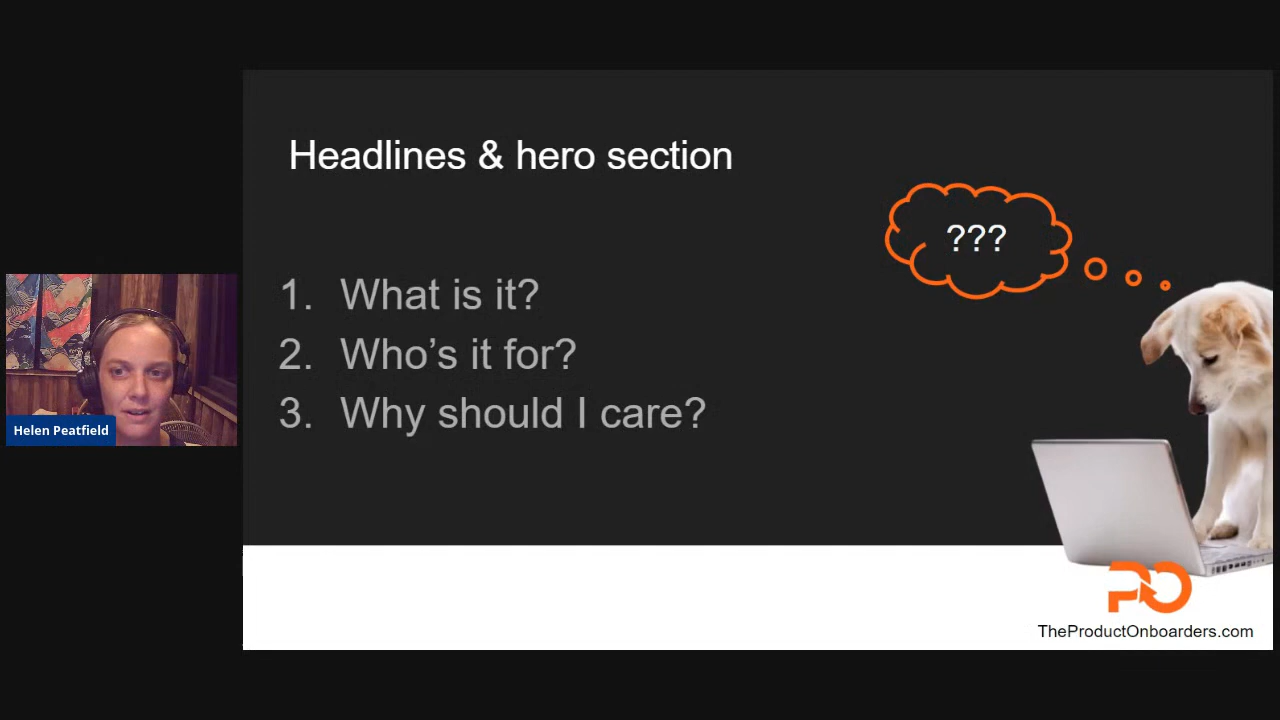 Headlines & hero section
???
1. What is it?
2. Who's it for?
3. Why should I care?
Helen Peatfield
PO
TheProductOnboarders.com